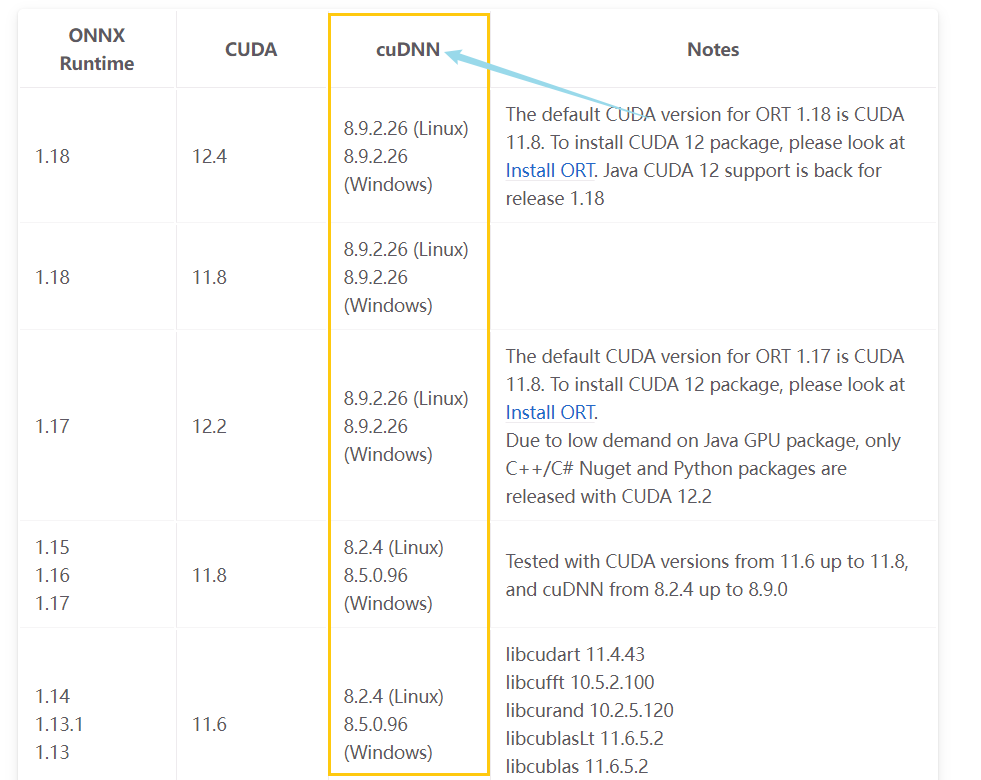 ONNX
Runtime
CUDA
cuDNN
Notes
1.18
12.4
8.9.2.26 (Linux)
8.9.2.26
(Windows)
The default CUDA version for ORT 1.18 is CUDA
11.8. To install CUDA 12 package, please look at
Install ORT. Java CUDA 12 support is back for
release 1.18
1.18
11.8
8.9.2.26 (Linux)
8.9.2.26
(Windows)
1.17
12.2
8.9.2.26 (Linux)
8.9.2.26
(Windows)
The default CUDA version for ORT 1.17 is CUDA
11.8. To install CUDA 12 package, please look at
Install ORT.
Due to low demand on Java GPU package, only
C++/C# Nuget and Python packages are
released with CUDA 12.2
1.15
1.16
1.17
11.8
8.2.4 (Linux)
8.5.0.96
(Windows)
Tested with CUDA versions from 11.6 up to 11.8,
and cuDNN from 8.2.4 up to 8.9.0
1.14
1.13.1
1.13
11.6
8.2.4 (Linux)
8.5.0.96
(Windows)
libcudart 11.4.43
libcufft 10.5.2.100
libcurand 10.2.5.120
libcublasLt 11.6.5.2
libcublas 11.6.5.2